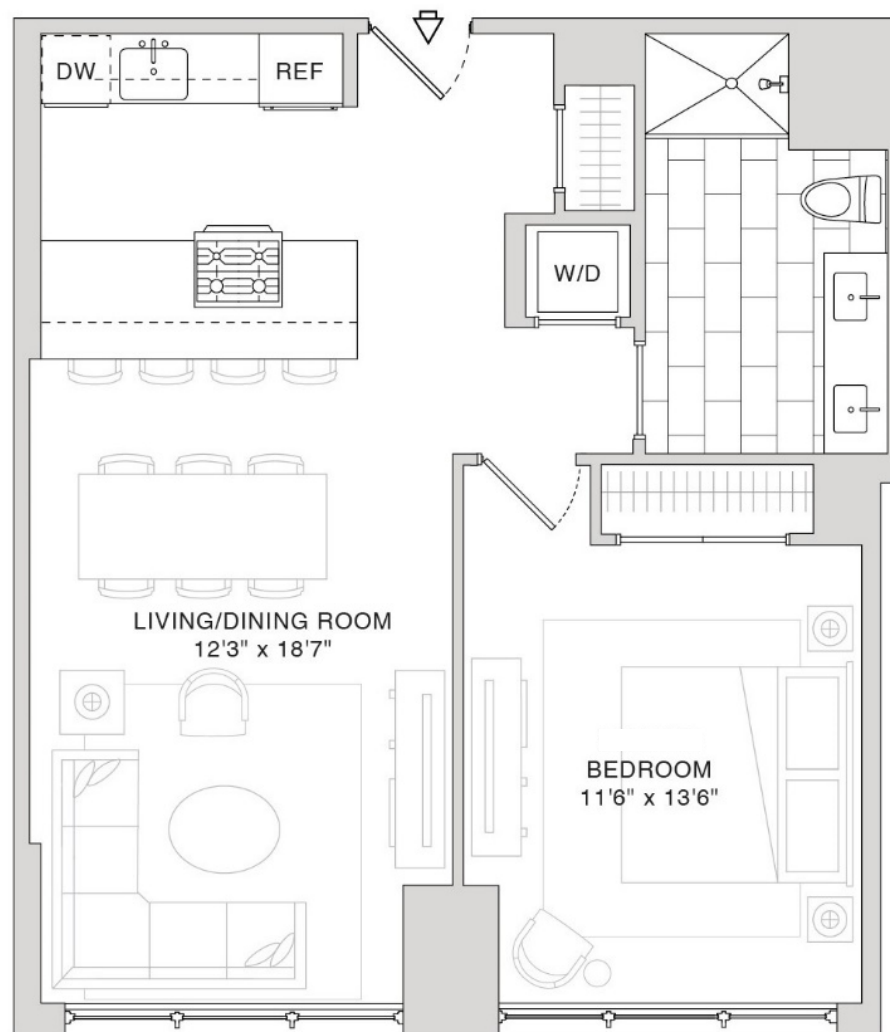 DW
REF
W/D
LIVING/DINING ROOM
12'3" x 18'7"
BEDROOM
11'6" x 13'6"